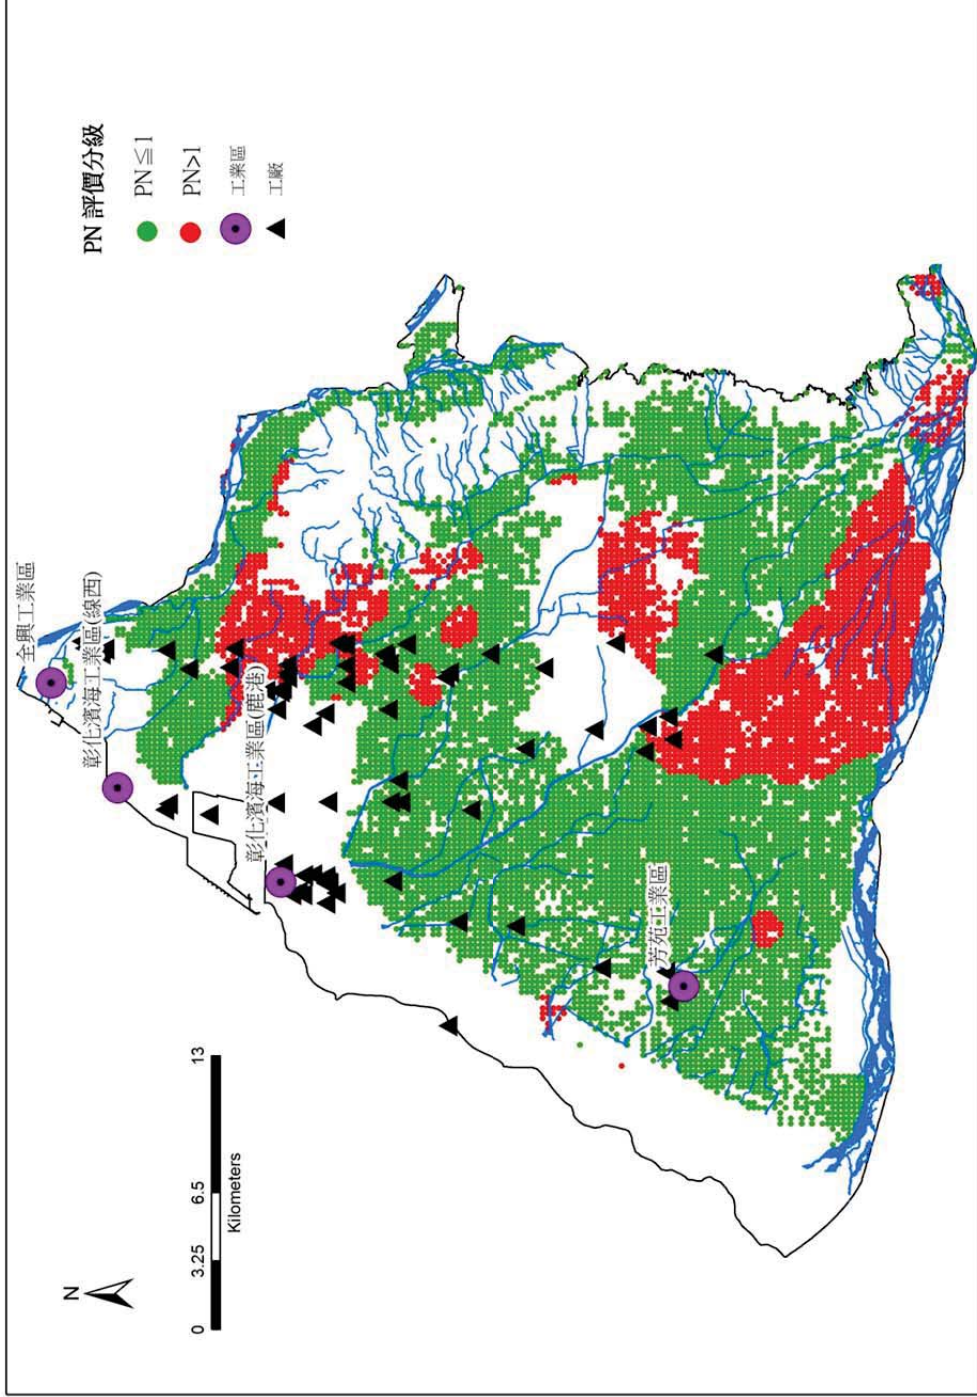 N
0 3.25 6.5 13
Kilometers
全興工業區
彰化濱海工業區(線西)
彰化濱海工業區(鹿港)
芳苑工業區
PN 評價分級
PN≦1
PN>1
工業區
工廠